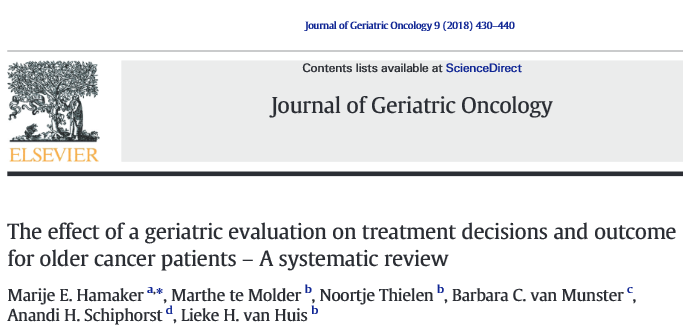 Journal of Geriatric Oncology 9 (2018) 430–440
Contents lists available at ScienceDirect
Journal of Geriatric Oncology
ELSEVIER
The effect of a geriatric evaluation on treatment decisions and outcome
for older cancer patients – A systematic review
Marije E. Hamaker a,*, Marthe te Molder b, Noortje Thielen b, Barbara C. van Munster c,
Anandi H. Schiphorst d, Lieke H. van Huis b